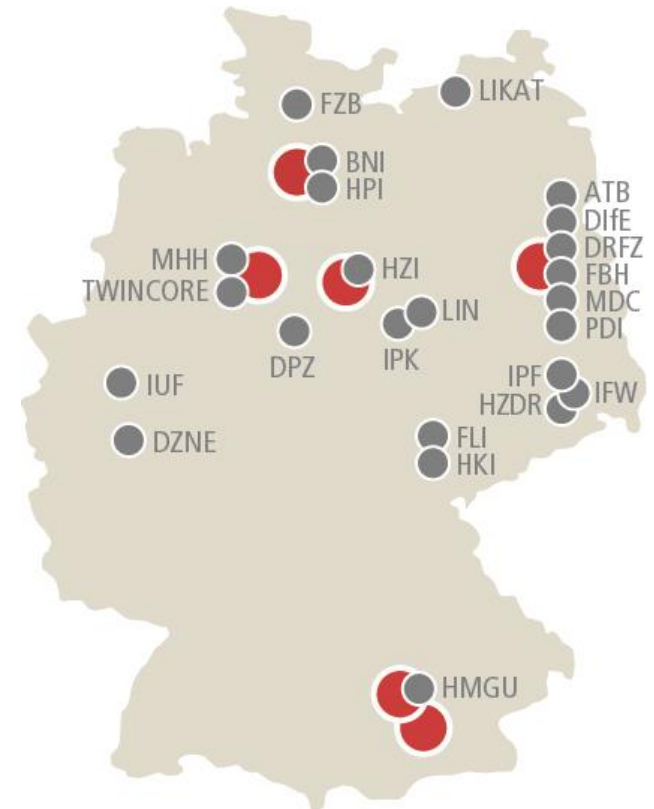 FZB
LIKAT
BNI
HPI
ATB
DIfE
DRFZ
FBH
MDC
PDI
MHH
TWINCORE
HZI
LIN
IPK
DPZ
IPF
IFW
HZDR
IUF
DZNE
FLI
HKI
HMGU